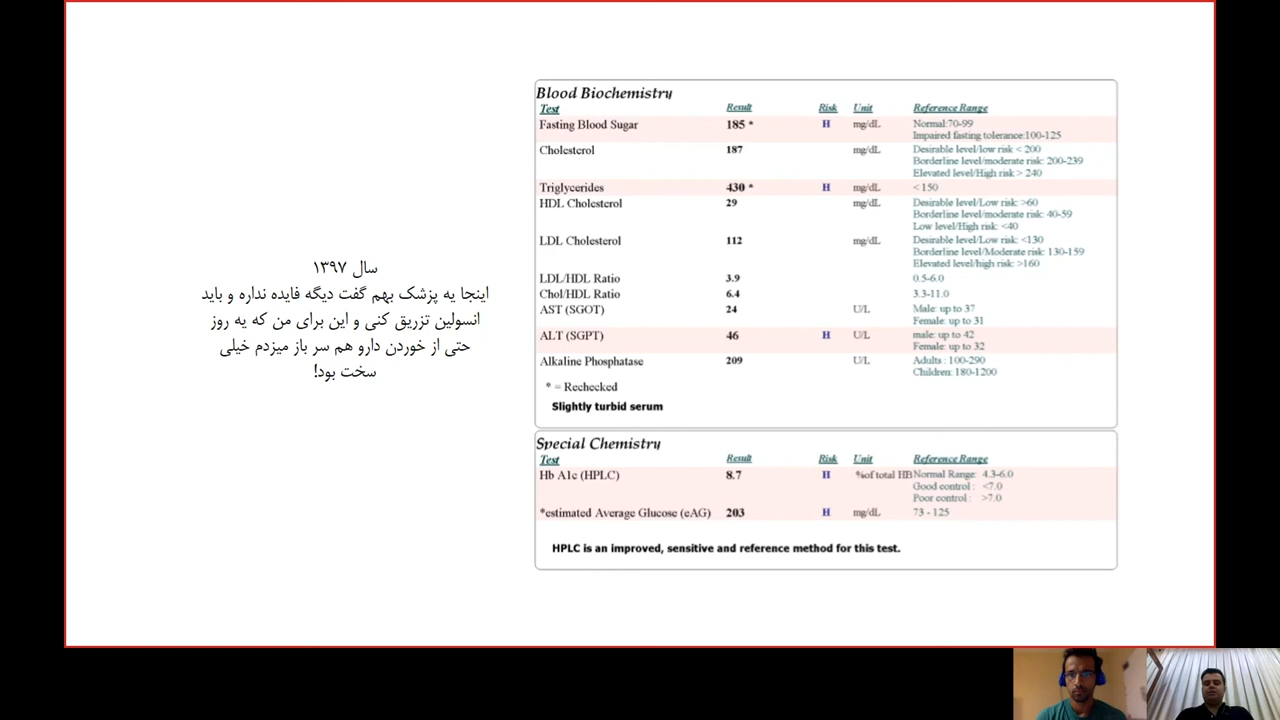 سال ۱۳۹۷
اینجا یه پزشک بهم گفت دیگه فایده نداره و باید
انسولین تزریق کنی و این برای من که یه روز
حتی از خوردن دارو هم سر باز میزدم خیلی
سخت بود!
Blood Biochemistry
Test Result Risk Unit Reference Range
Fasting Blood Sugar 185 * H mg/dL Normal:70-99
Impaired fasting tolerance:100-125
Cholesterol 187 mg/dL Desirable level/low risk < 200
Borderline level/moderate risk: 200-239
Elevated level/High risk > 240
Triglycerides 430 * H mg/dL <150
HDL Cholesterol 29 mg/dL Desirable level/Low risk: >60
Borderline level/moderate risk: 40-59
Low level/High risk: <40
LDL Cholesterol 112 mg/dL Desirable level/Low risk: <130
Borderline level/Moderate risk: 130-159
Elevated level/high risk: >160
LDL/HDL Ratio 3.9 0.5-6.0
Chol/HDL Ratio 6.4 3.3-11.0
AST (SGOT) 24 U/L Male: up to 37
Female: up to 31
ALT (SGPT) 46 H U/L male: up to 42
Female: up to 32
Alkaline Phosphatase 209 U/L Adults : 100-290
Children: 180-1200
* = Rechecked
Slightly turbid serum
Special Chemistry
Test Result Risk Unit Reference Range
Hb A1c (HPLC) 8.7 H %of total HB Normal Range: 4.3-6.0
Good control : <7.0
Poor control : >7.0
*estimated Average Glucose (eAG) 203 H mg/dL 73 - 125
HPLC is an improved, sensitive and reference method for this test.